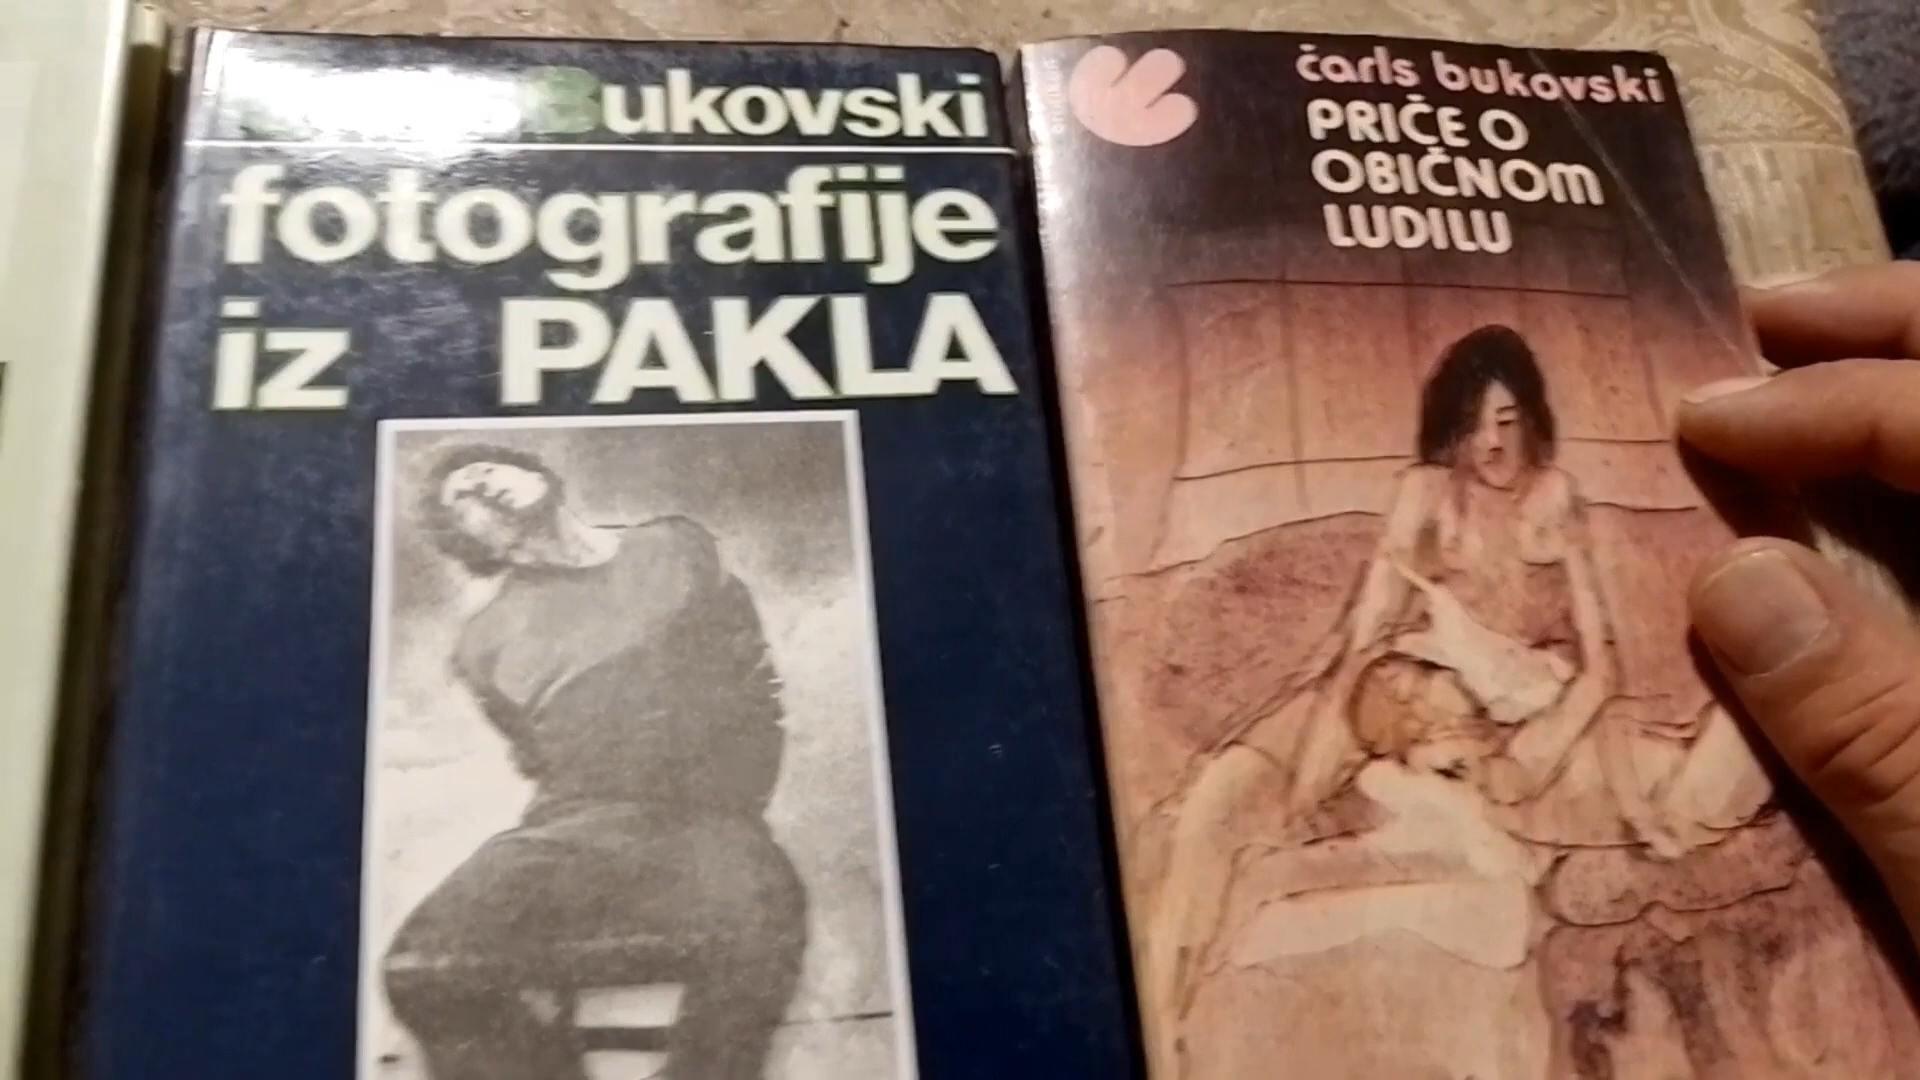 Bukovski
fotografije
iz PAKLA
čarls bukovski
PRIČE O
OBIČNOM
LUDILU